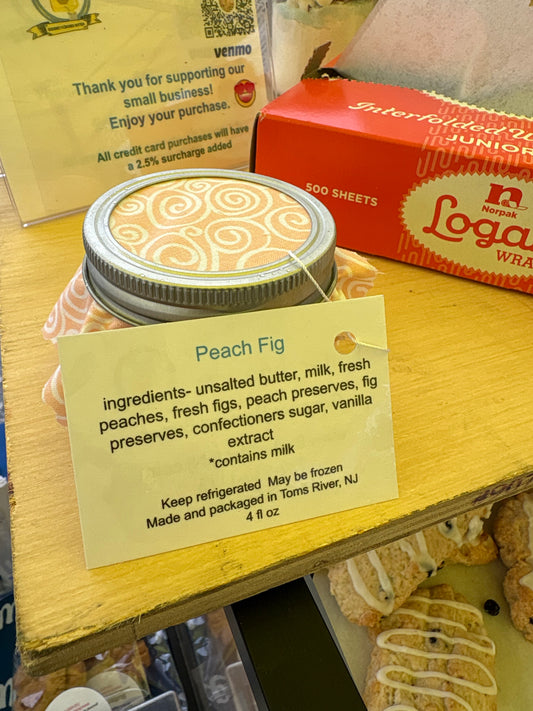 venmo
Thank you for supporting our
small business!
Enjoy your purchase.
All credit card purchases will have
a 2.5% surcharge added
Interfolded
JUNIOR
500 SHEETS
Norpak
Loga
WRA
Peach Fig
ingredients- unsalted butter, milk, fresh
peaches, fresh figs, peach preserves, fig
preserves, confectioners sugar, vanilla
extract
*contains milk
Keep refrigerated May be frozen
Made and packaged in Toms River, NJ
4 fl oz